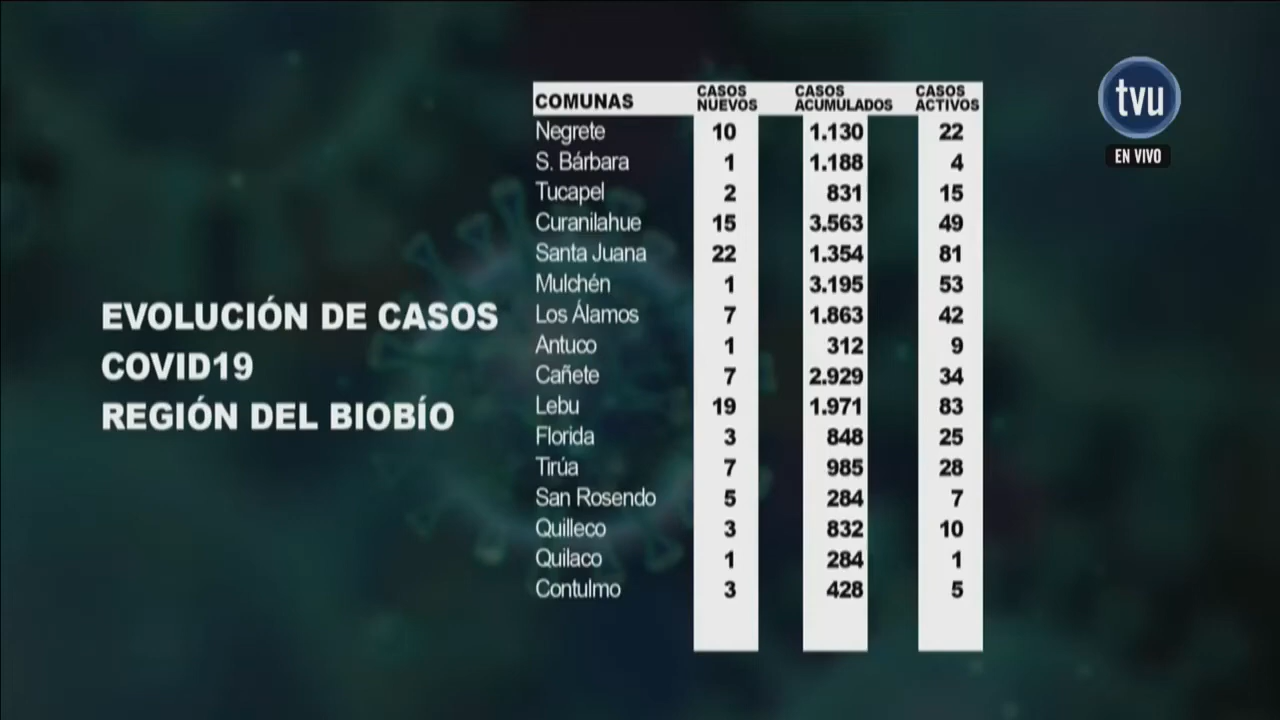 EVOLUCIÓN DE CASOS
COVID19
REGIÓN DEL BIOBÍO
COMUNAS CASOS NUEVOS CASOS ACUMULADOS CASOS ACTIVOS
Negrete 10 1.130 22
S. Bárbara 1 1.188 4
Tucapel 2 831 15
Curanilahue 15 3.563 49
Santa Juana 22 1.354 81
Mulchén 1 3.195 53
Los Álamos 7 1.863 42
Antuco 1 312 9
Cañete 7 2.929 34
Lebu 19 1.971 83
Florida 3 848 25
Tirúa 7 985 28
San Rosendo 5 284 7
Quilleco 3 832 10
Quilaco 1 284 1
Contulmo 3 428 5
tvu
EN VIVO